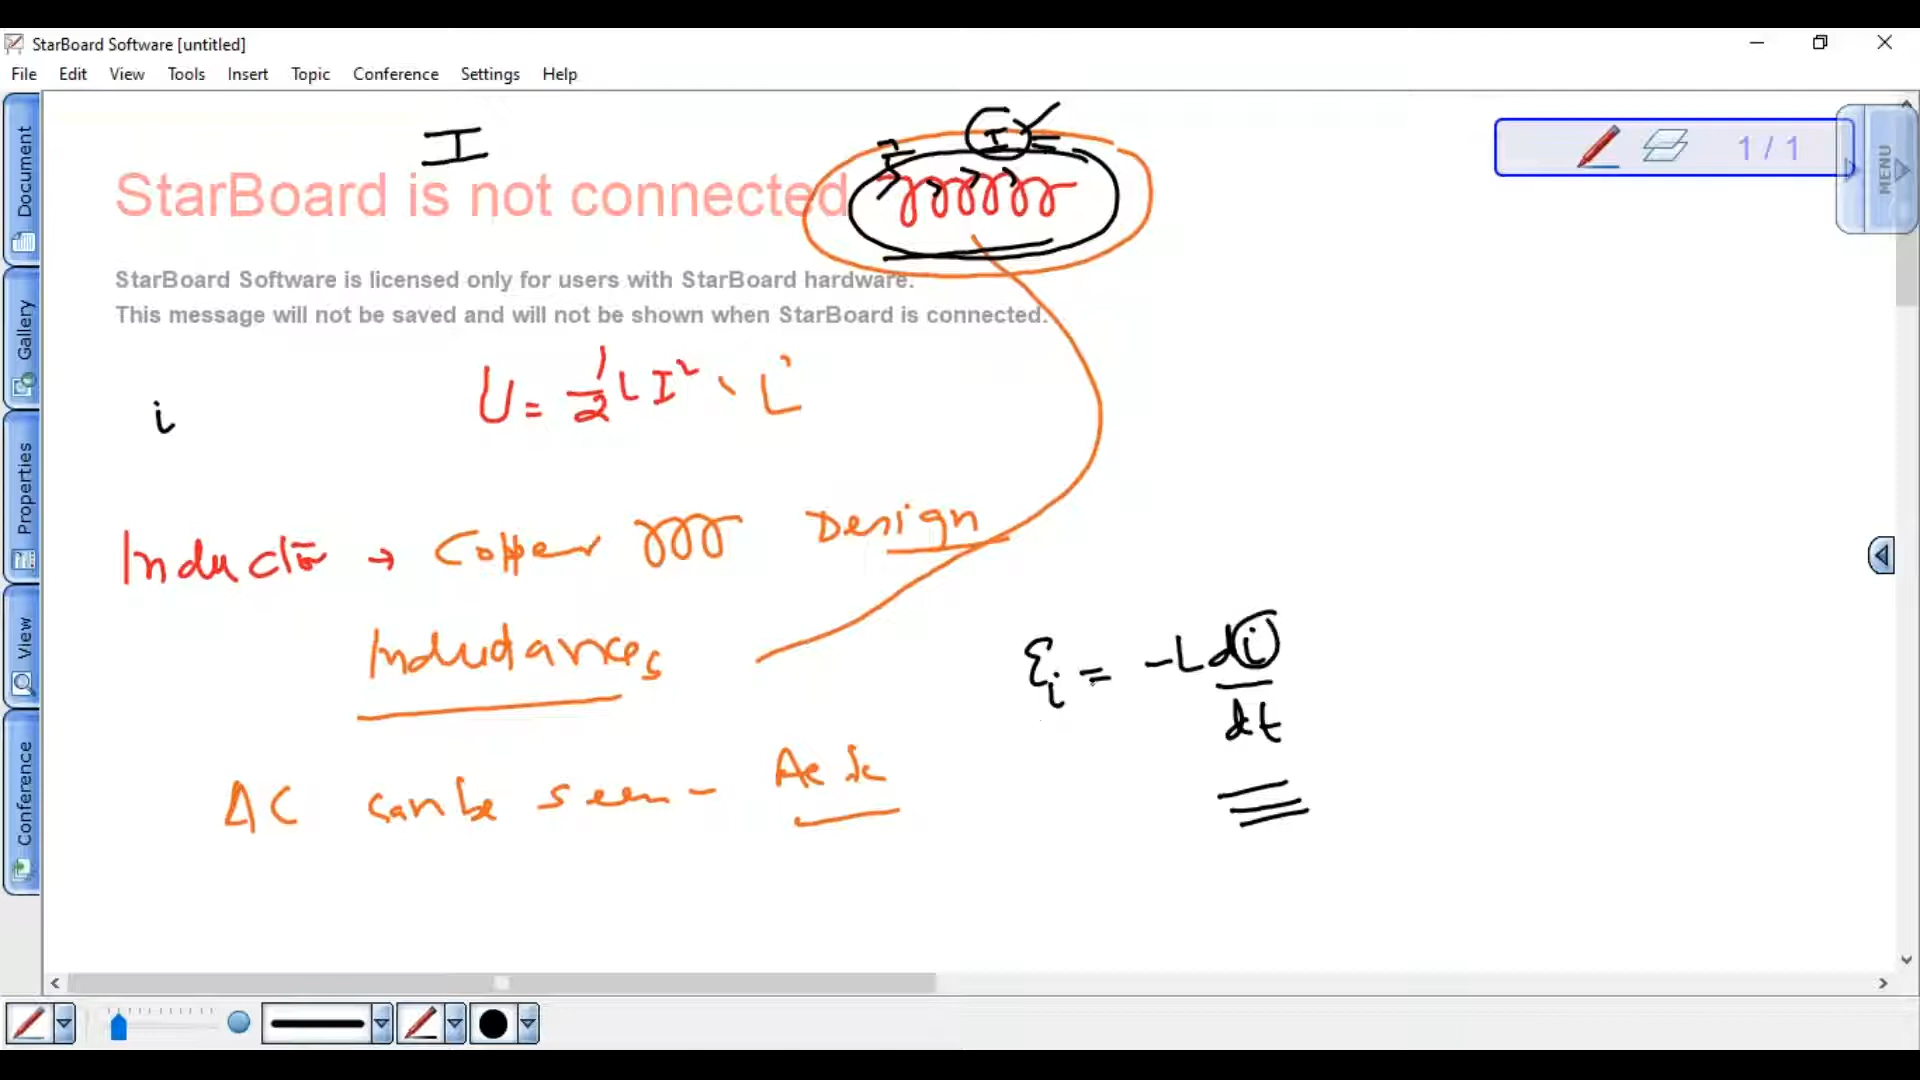 StarBoard Software [untitled]
File Edit View Tools Insert Topic Conference Settings Help
Document
Gallery
Properties
View
Conference
MENU
1 / 1
I
I
I
StarBoard is not connected
StarBoard Software is licensed only for users with StarBoard hardware.
This message will not be saved and will not be shown when StarBoard is connected.
U = 1/2 L I² L
i
Inductor → Copper Design
Inductances
εi = -L di/dt
AC can be seen -